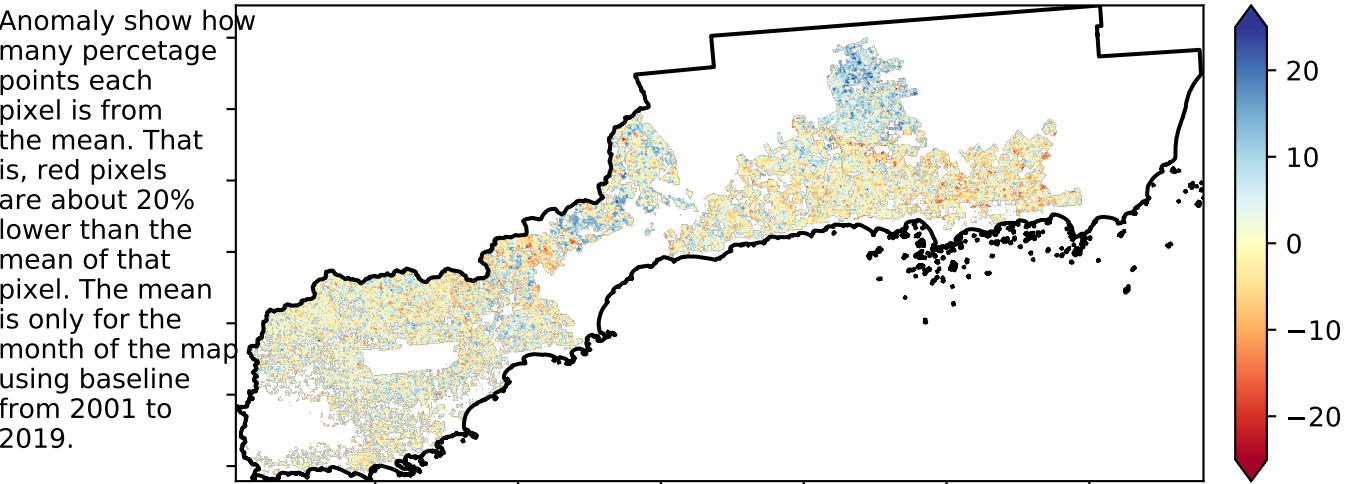 Anomaly show how
many percetage
points each
pixel is from
the mean. That
is, red pixels
are about 20%
lower than the
mean of that
pixel. The mean
is only for the
month of the map
using baseline
from 2001 to
2019.
20
10
0
−10
−20